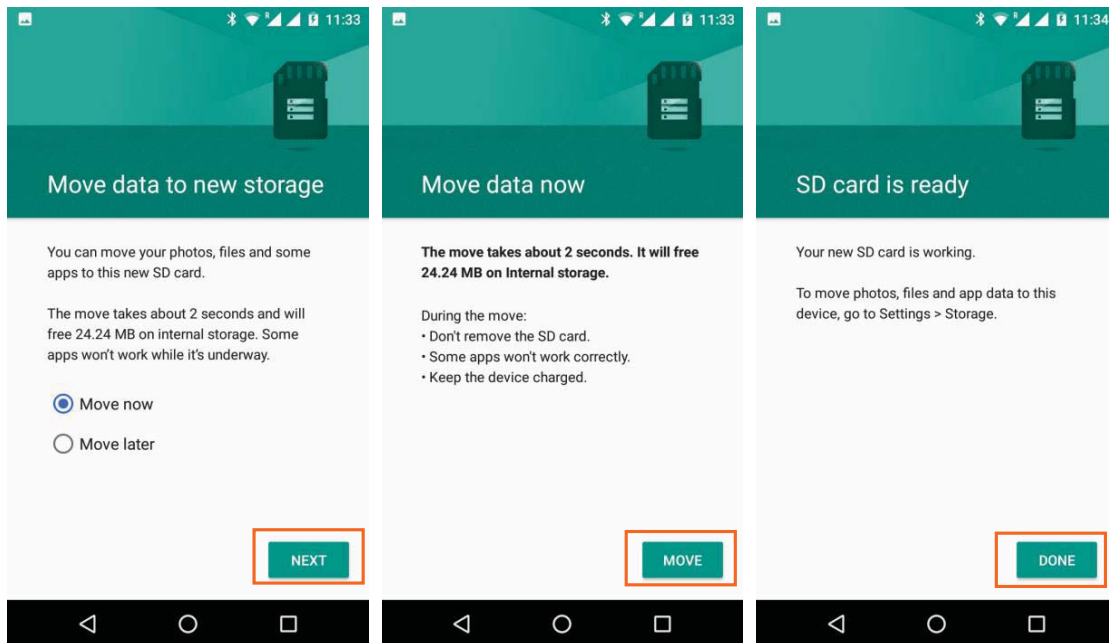 R 11:33
Move data to new storage
You can move your photos, files and some
apps to this new SD card.
The move takes about 2 seconds and will
free 24.24 MB on internal storage. Some
apps won't work while it's underway.
Move now
Move later
NEXT
R 11:33
Move data now
The move takes about 2 seconds. It will free
24.24 MB on Internal storage.
During the move:
• Don't remove the SD card.
• Some apps won't work correctly.
• Keep the device charged.
MOVE
R 11:34
SD card is ready
Your new SD card is working.
To move photos, files and app data to this
device, go to Settings > Storage.
DONE